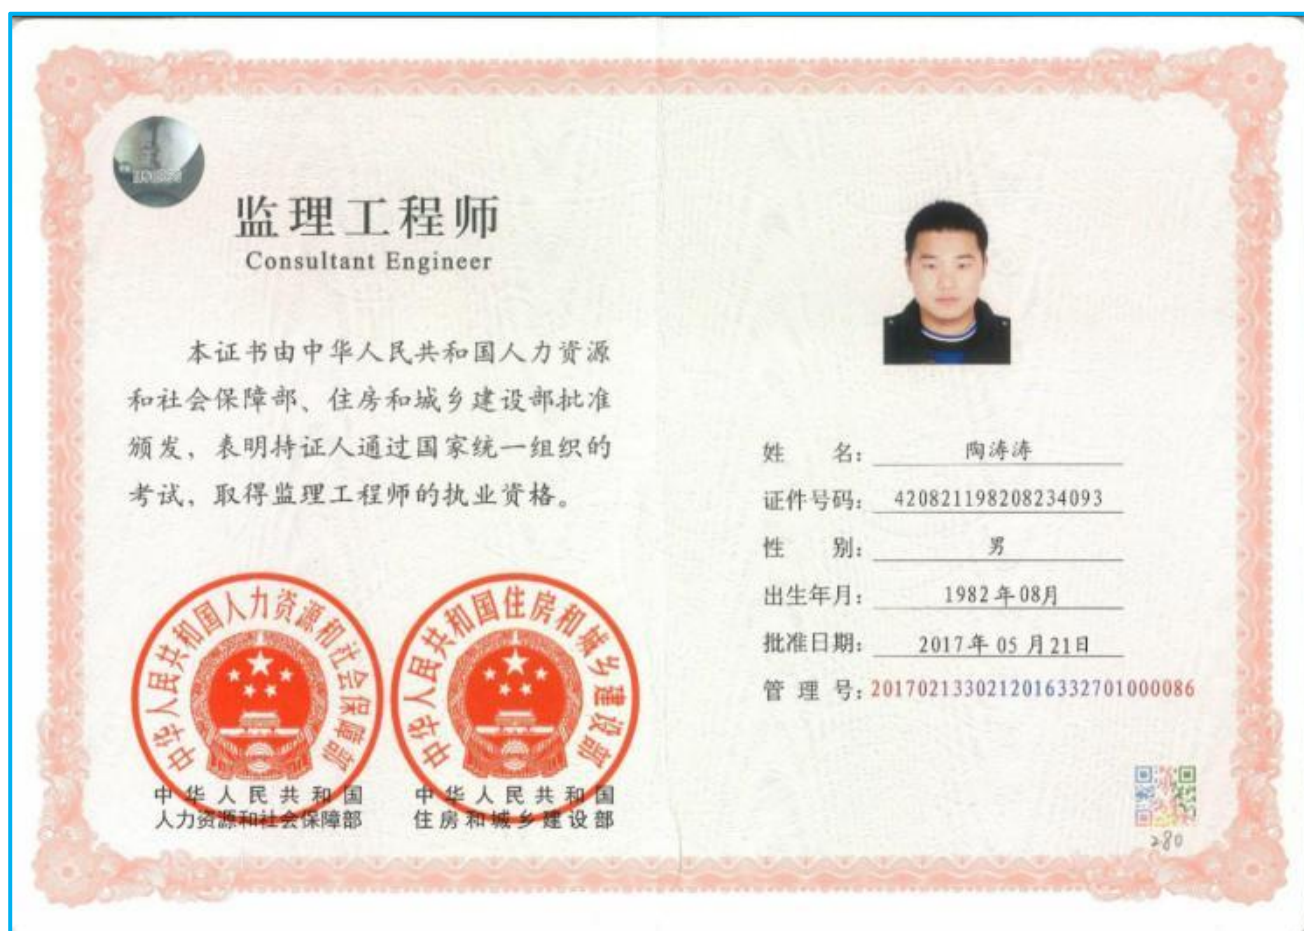 监理工程师
Consultant Engineer
本证书由中华人民共和国人力资源
和社会保障部、住房和城乡建设部批准
颁发，表明持证人通过国家统一组织的
考试，取得监理工程师的执业资格。
中华人民共和国人力资源和社会保障部
中华人民共和国住房和城乡建设部
中华人民共和国
人力资源和社会保障部
中华人民共和国
住房和城乡建设部
姓 名：陶涛涛
证件号码：420821198208234093
性 别：男
出生年月：1982年08月
批准日期：2017年05月21日
管 理 号：2017021330212016332701000086
280